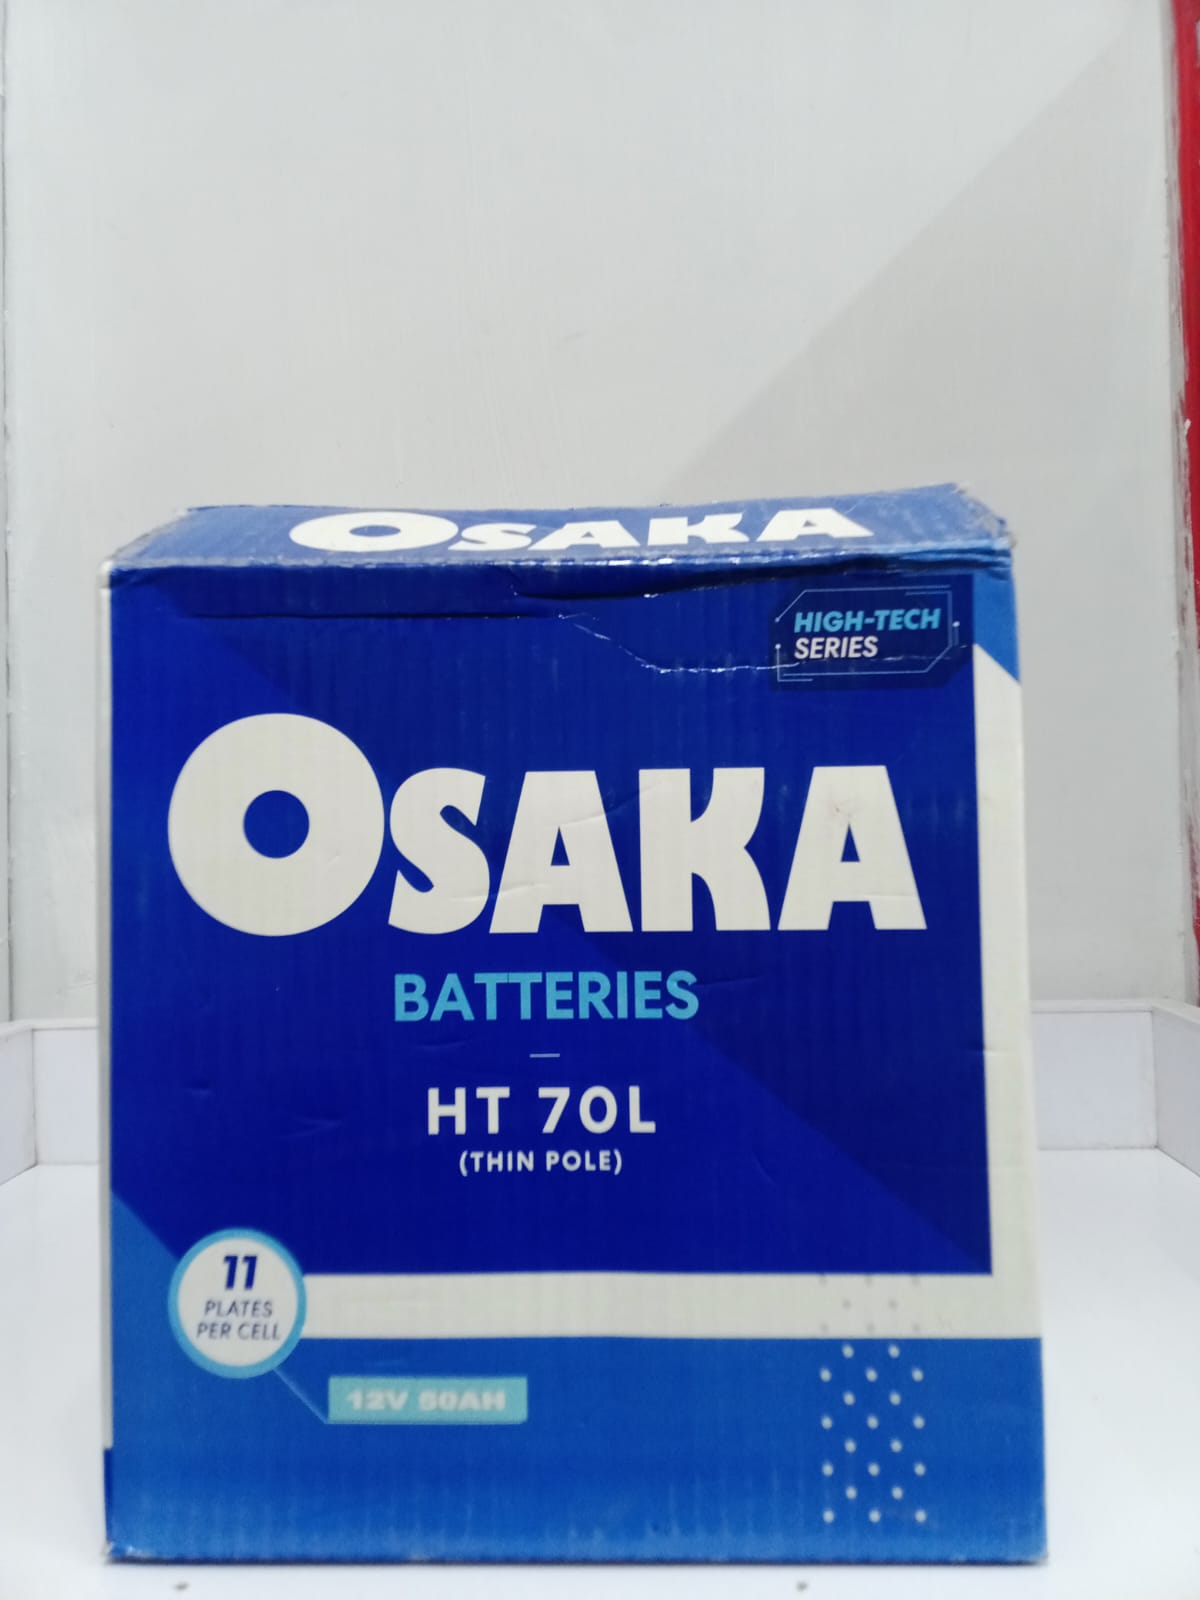 OSAKA
HIGH-TECH
SERIES
OSAKA
BATTERIES
HT 70L
(THIN POLE)
11
PLATES
PER CELL
12V 50AH